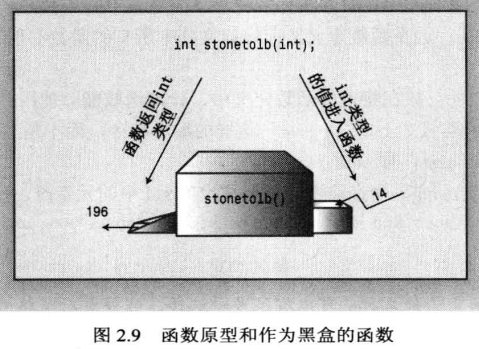 int stonetolb(int);
函数返回int
类型
int类型
的值进入函数
stonetolb()
14
196
图 2.9 函数原型和作为黑盒的函数